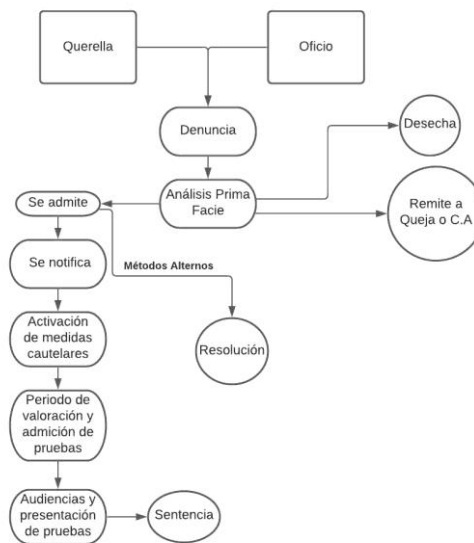 Querella
Oficio
Denuncia
Desecha
Análisis Prima
Facie
Remite a
Queja o C.A
Se admite
Se notifica
Métodos Alternos
Activación
de medidas
cautelares
Resolución
Periodo de
valoración y
admición de
pruebas
Audiencias y
presentación
de pruebas
Sentencia